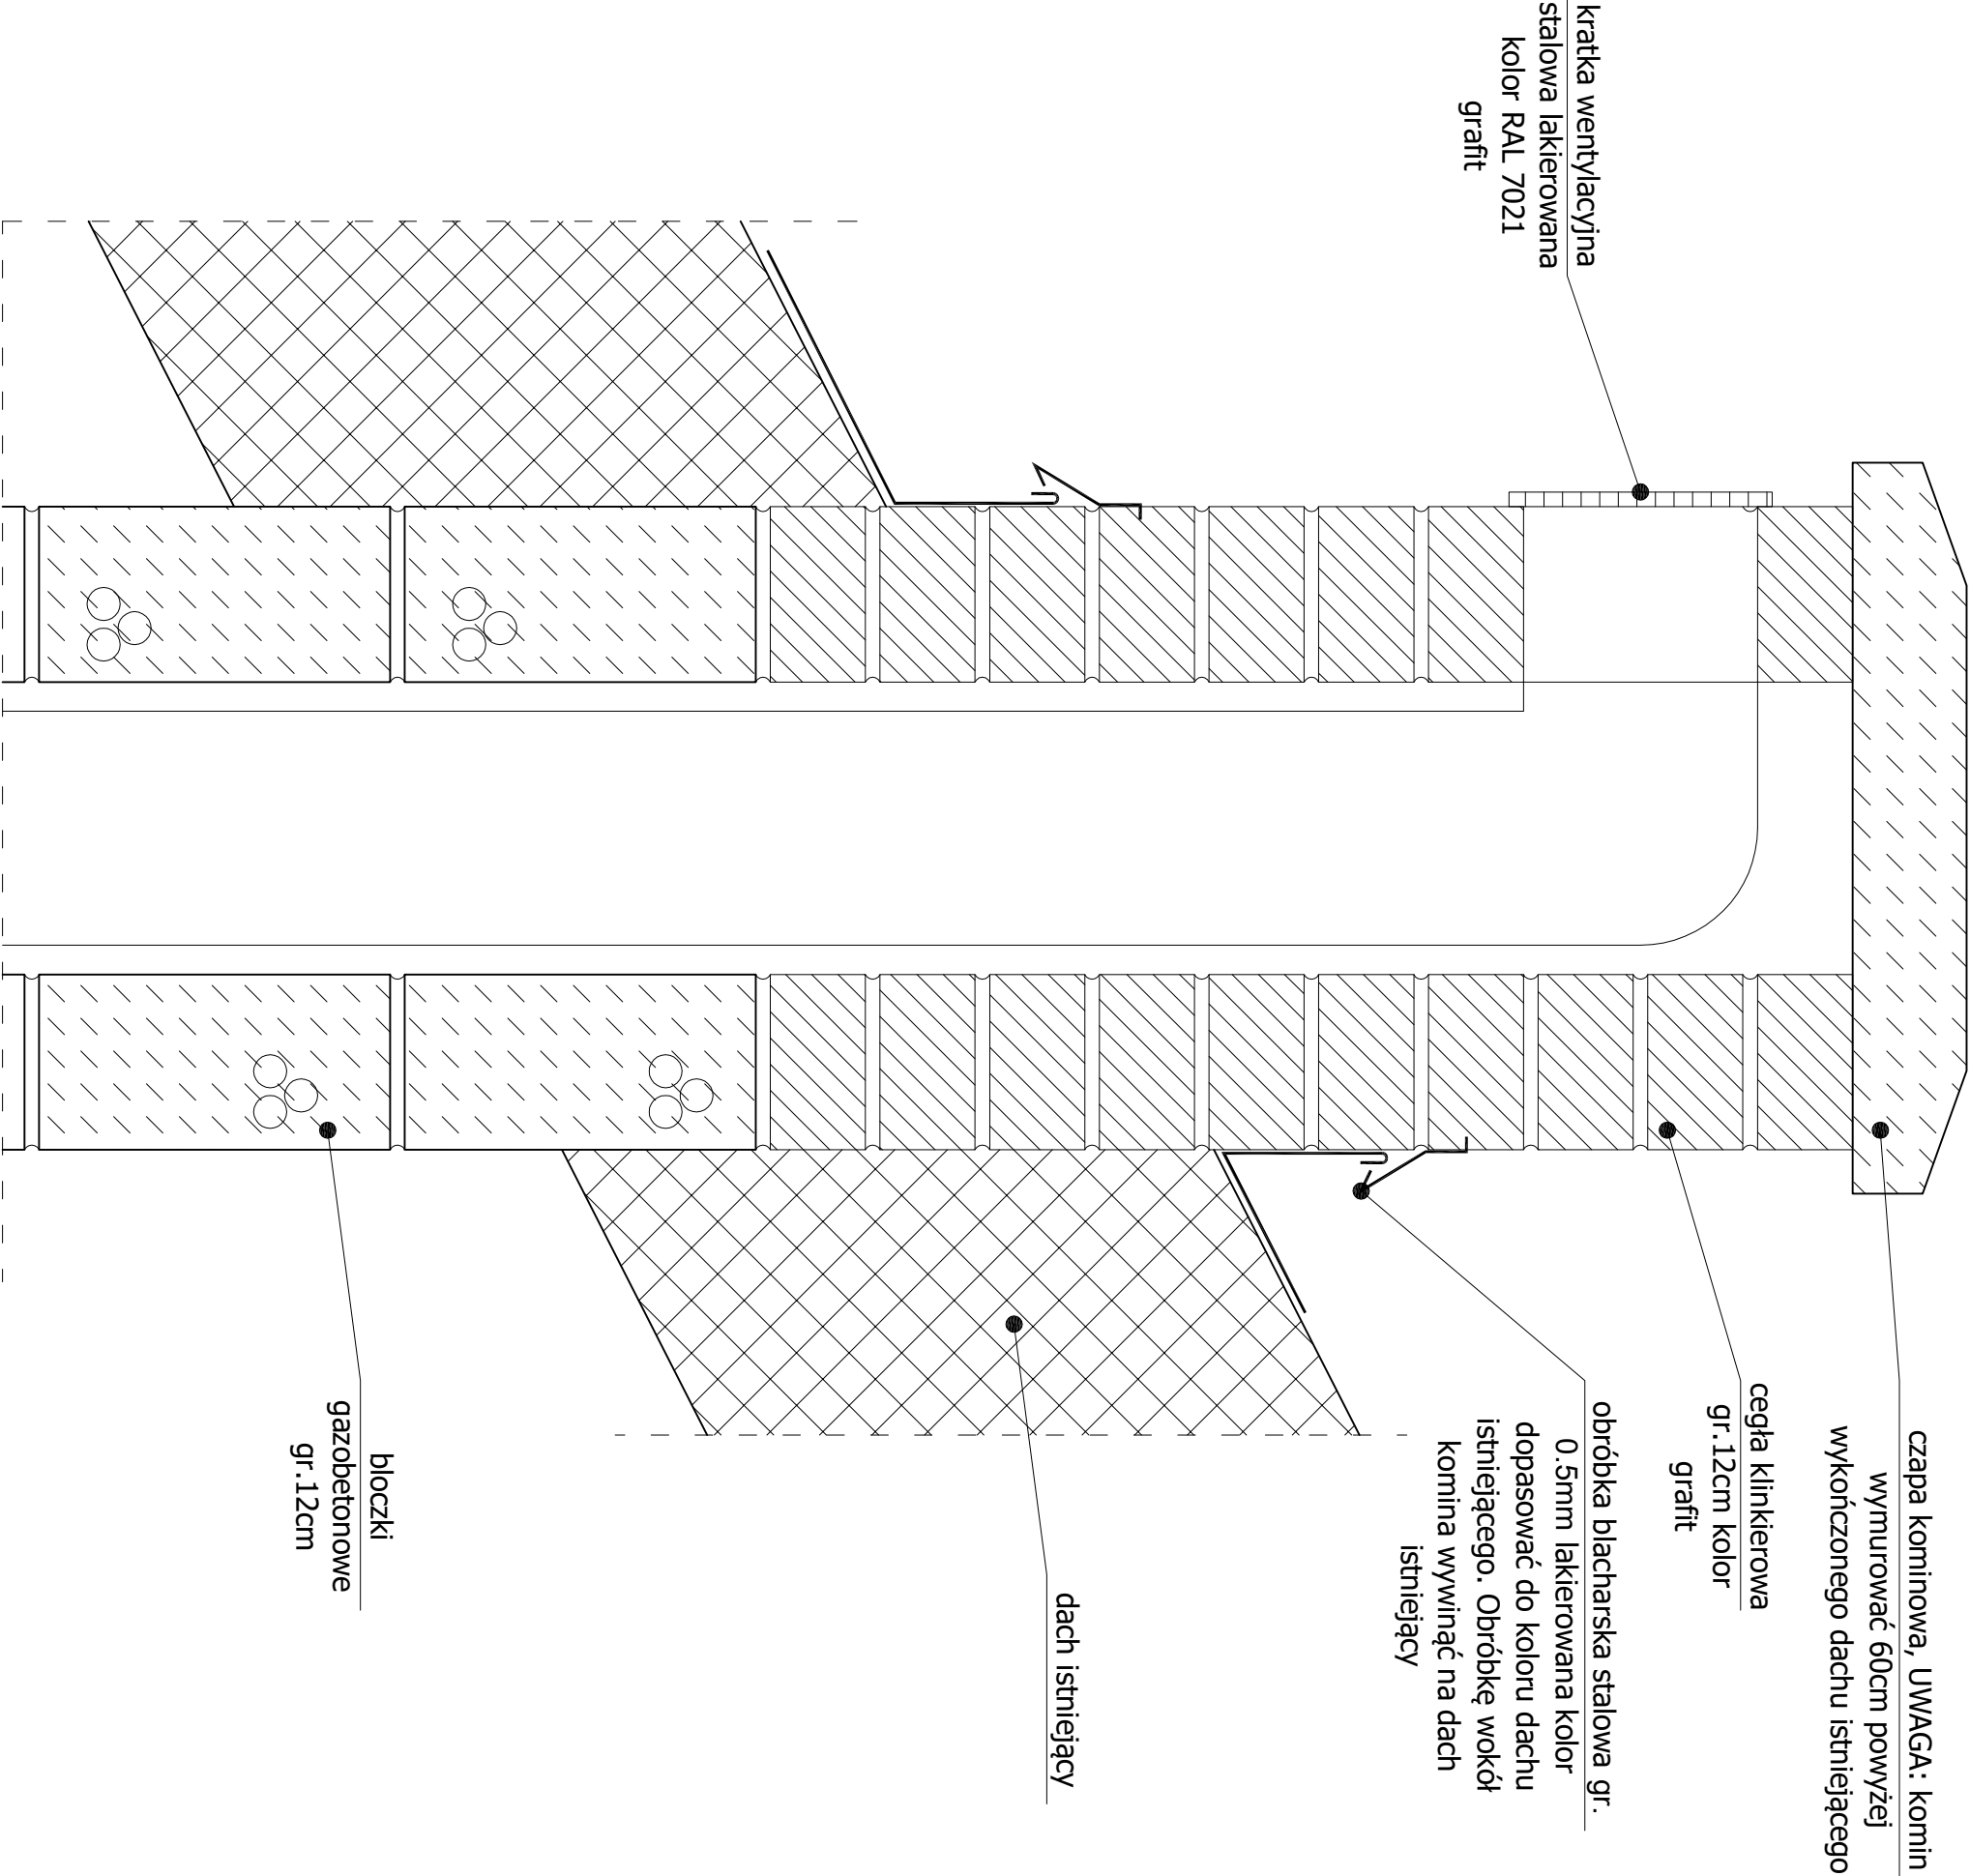 czapa kominowa, UWAGA: komin
wymurować 60cm powyżej
wykończonego dachu istniejącego
cegła klinkierowa
gr.12cm kolor
grafit
kratka wentylacyjna
stalowa lakierowana
kolor RAL 7021
grafit
obróbka blacharska stalowa gr.
0.5mm lakierowana kolor
dopasować do koloru dachu
istniejącego. Obróbkę wokół
komina wywinąć na dach
istniejący
dach istniejący
bloczki
gazobetonowe
gr.12cm